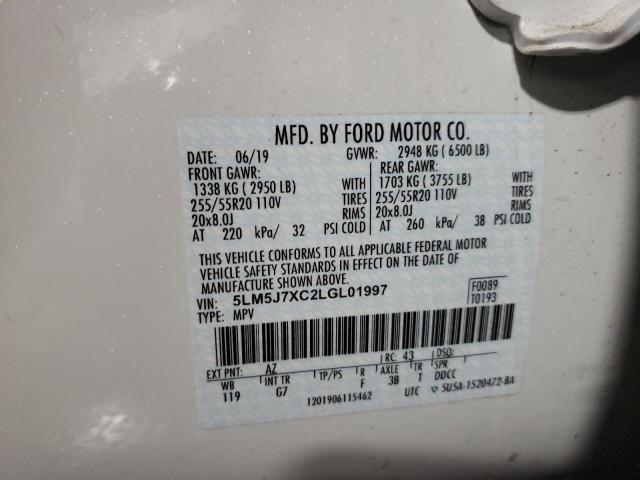 MFD. BY FORD MOTOR CO.
DATE: 06/19 GVWR: 2948 KG ( 6500 LB)
FRONT GAWR: REAR GAWR:
1338 KG ( 2950 LB) WITH 1703 KG ( 3755 LB) WITH
255/55R20 110V TIRES 255/55R20 110V TIRES
20x8.0J RIMS 20x8.0J RIMS
AT 220 kPa/ 32 PSI COLD AT 260 kPa/ 38 PSI COLD
THIS VEHICLE CONFORMS TO ALL APPLICABLE FEDERAL MOTOR
VEHICLE SAFETY STANDARDS IN EFFECT ON THE DATE OF
MANUFACTURE SHOWN ABOVE.
VIN: 5LM5J7XC2LGL01997 F0089
TYPE: MPV T0193
EXT PNT: AZ RC: 43 DSO:
WB INT TR TP/PS R AXLE TR SPR
119 G7 F 3B T DDCC
1201906115462 UTC ▽ 5U5A-1520472-BA